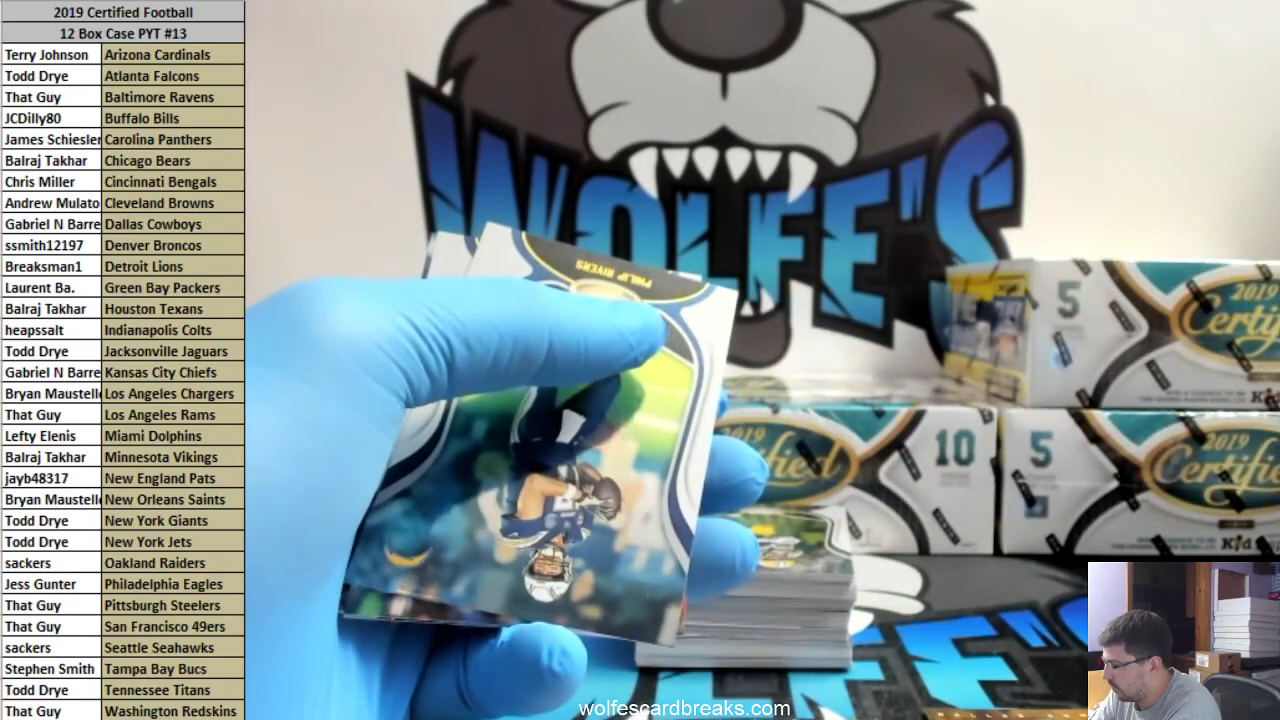 2019 Certified Football
12 Box Case PYT #13
Terry Johnson Arizona Cardinals
Todd Drye Atlanta Falcons
That Guy Baltimore Ravens
JCDilly80 Buffalo Bills
James Schiesler Carolina Panthers
Balraj Takhar Chicago Bears
Chris Miller Cincinnati Bengals
Andrew Mulato Cleveland Browns
Gabriel N Barre Dallas Cowboys
ssmith12197 Denver Broncos
Breaksman1 Detroit Lions
Laurent Ba. Green Bay Packers
Balraj Takhar Houston Texans
heapssalt Indianapolis Colts
Todd Drye Jacksonville Jaguars
Gabriel N Barre Kansas City Chiefs
Bryan Maustell Los Angeles Chargers
That Guy Los Angeles Rams
Lefty Elenis Miami Dolphins
Balraj Takhar Minnesota Vikings
jayb48317 New England Pats
Bryan Maustell New Orleans Saints
Todd Drye New York Giants
Todd Drye New York Jets
sackers Oakland Raiders
Jess Gunter Philadelphia Eagles
That Guy Pittsburgh Steelers
That Guy San Francisco 49ers
sackers Seattle Seahawks
Stephen Smith Tampa Bay Bucs
Todd Drye Tennessee Titans
That Guy Washington Redskins
WOLFE'S
PHILIP RIVERS
5
2019
Certi
2019
ified
10
5
2019
Certifie
wolfescardbreaks.com